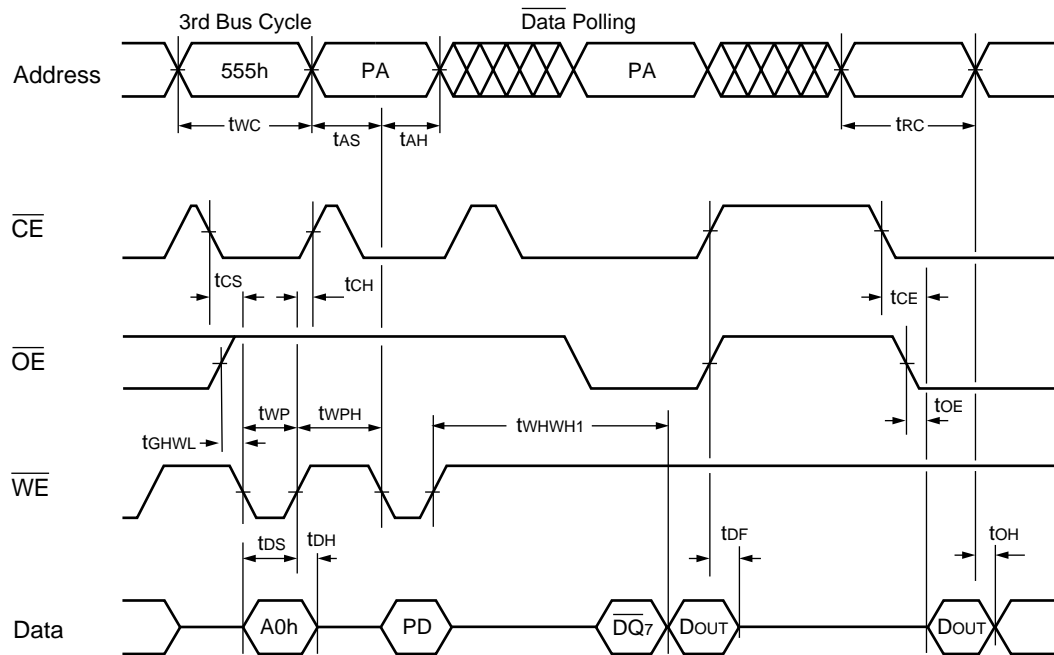 3rd Bus Cycle
Data Polling
Address
555h
PA
PA
tWC
tAS
tAH
tRC
CE
tCS
tCH
tCE
OE
tWP
tWPH
tWHWH1
tOE
tGHWL
WE
tDS
tDH
tDF
tOH
Data
A0h
PD
DQ7
DOUT
DOUT